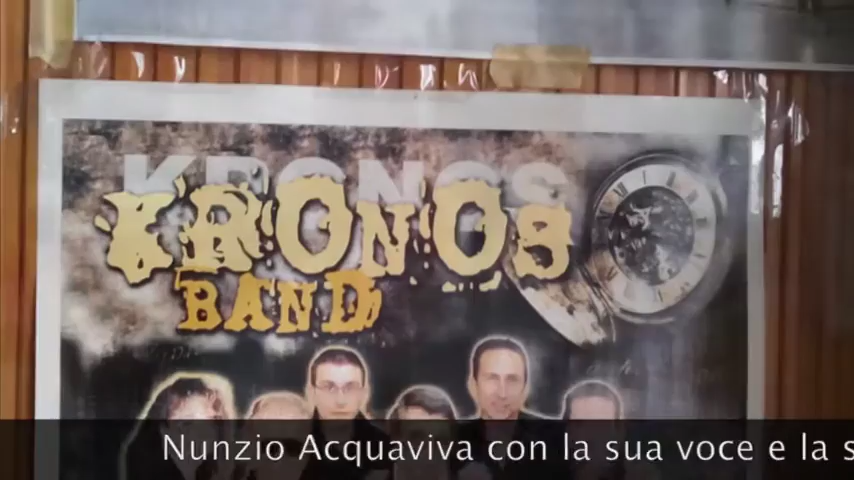 KRONOS
KRONOS
BAND
Nunzio Acquaviva con la sua voce e la s